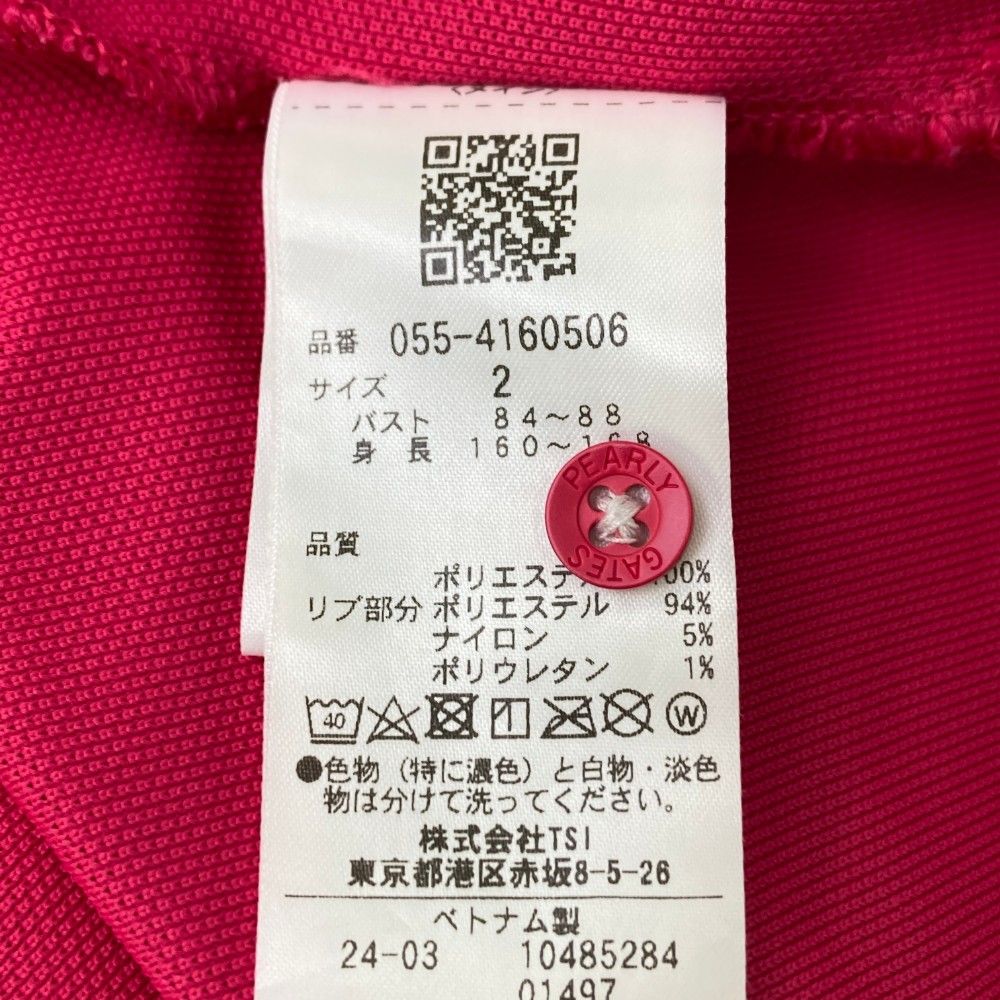 品番 055-4160506
サイズ 2
バスト 84～88
身長 160～168
PEARLY
GATES
品質
ポリエステル 100%
リブ部分 ポリエステル 94%
ナイロン 5%
ポリウレタン 1%
40
W
●色物（特に濃色）と白物・淡色
物は分けて洗ってください。
株式会社TSI
東京都港区赤坂8-5-26
ベトナム製
24-03 10485284
01497